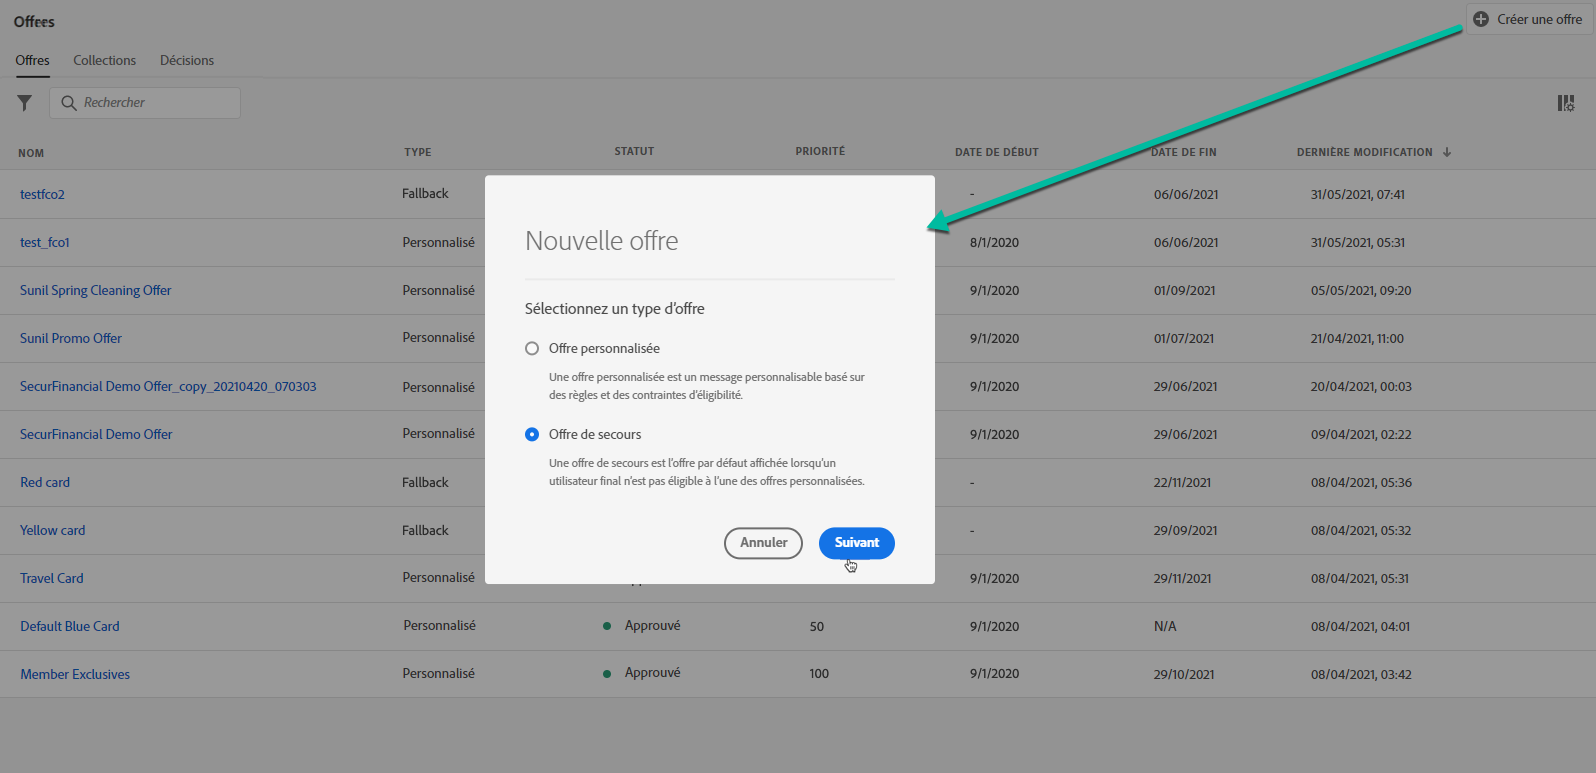 Offres
Créer une offre
Offres Collections Décisions
Rechercher
NOM TYPE STATUT PRIORITÉ DATE DE DÉBUT DATE DE FIN DERNIÈRE MODIFICATION
testfco2 Fallback - 06/06/2021 31/05/2021, 07:41
test_fco1 Personnalisé 8/1/2020 06/06/2021 31/05/2021, 05:31
Sunil Spring Cleaning Offer Personnalisé 9/1/2020 01/09/2021 05/05/2021, 09:20
Sunil Promo Offer Personnalisé 9/1/2020 01/07/2021 21/04/2021, 11:00
SecurFinancial Demo Offer_copy_20210420_070303 Personnalisé 9/1/2020 29/06/2021 20/04/2021, 00:03
SecurFinancial Demo Offer Personnalisé 9/1/2020 29/06/2021 09/04/2021, 02:22
Red card Fallback - 22/11/2021 08/04/2021, 05:36
Yellow card Fallback - 29/09/2021 08/04/2021, 05:32
Travel Card Personnalisé 9/1/2020 29/11/2021 08/04/2021, 05:31
Default Blue Card Personnalisé Approuvé 50 9/1/2020 N/A 08/04/2021, 04:01
Member Exclusives Personnalisé Approuvé 100 9/1/2020 29/10/2021 08/04/2021, 03:42
Nouvelle offre
Sélectionnez un type d'offre
Offre personnalisée
Une offre personnalisée est un message personnalisable basé sur
des règles et des contraintes d'éligibilité.
Offre de secours
Une offre de secours est l'offre par défaut affichée lorsqu'un
utilisateur final n'est pas éligible à l'une des offres personnalisées.
Annuler Suivant